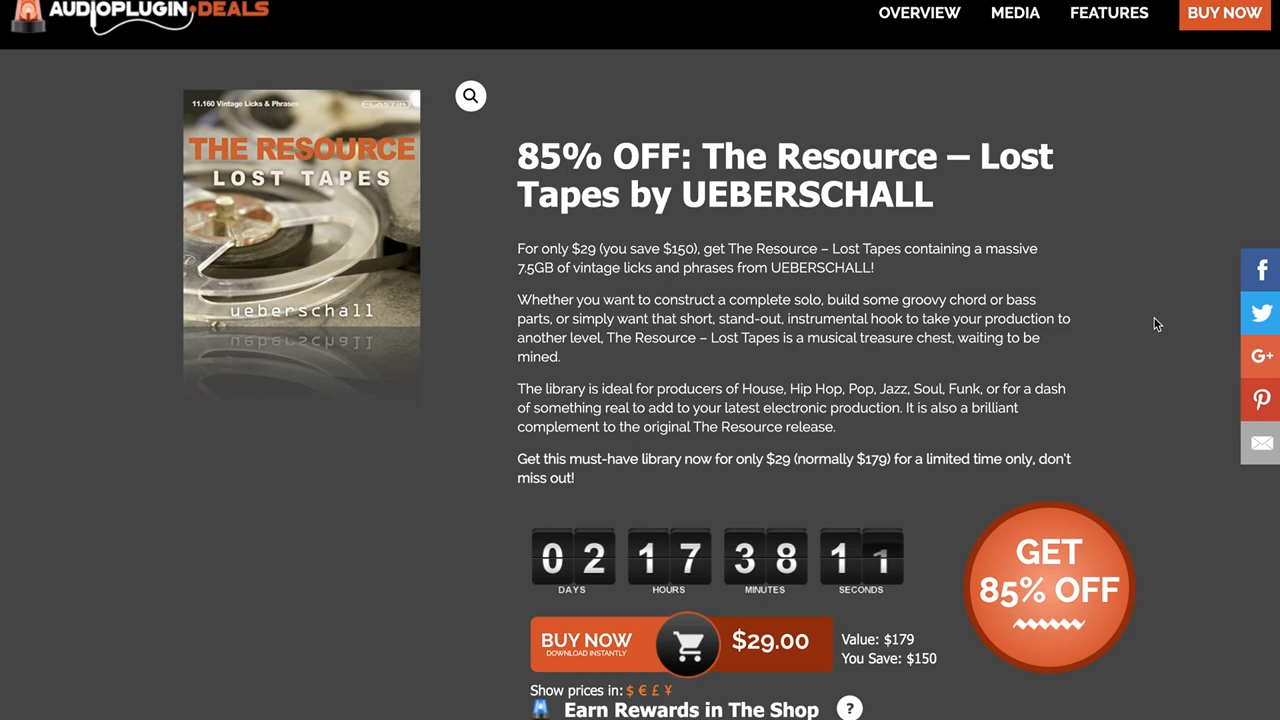 AUDIOPLUGIN.DEALS
OVERVIEW
MEDIA
FEATURES
BUY NOW
11.160 Vintage Licks & Phrases
THE RESOURCE
LOST TAPES
ueberschall
85% OFF: The Resource – Lost
Tapes by UEBERSCHALL
For only $29 (you save $150), get The Resource – Lost Tapes containing a massive
7.5GB of vintage licks and phrases from UEBERSCHALL!
Whether you want to construct a complete solo, build some groovy chord or bass
parts, or simply want that short, stand-out, instrumental hook to take your production to
another level, The Resource – Lost Tapes is a musical treasure chest, waiting to be
mined.
The library is ideal for producers of House, Hip Hop, Pop, Jazz, Soul, Funk, or for a dash
of something real to add to your latest electronic production. It is also a brilliant
complement to the original The Resource release.
Get this must-have library now for only $29 (normally $179) for a limited time only, don't
miss out!
02 17 38 11
DAYS HOURS MINUTES SECONDS
GET
85% OFF
BUY NOW
DOWNLOAD INSTANTLY
$29.00
Value: $179
You Save: $150
Show prices in: $ € £ ¥
Earn Rewards in The Shop ?
f
G+